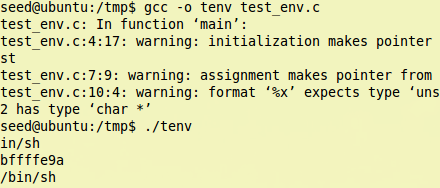 seed@ubuntu:/tmp$ gcc -o tenv test_env.c
test_env.c: In function ‘main’:
test_env.c:4:17: warning: initialization makes pointer
st
test_env.c:7:9: warning: assignment makes pointer from
test_env.c:10:4: warning: format ‘%x’ expects type ‘uns
2 has type ‘char *’
seed@ubuntu:/tmp$ ./tenv
in/sh
bffffe9a
/bin/sh